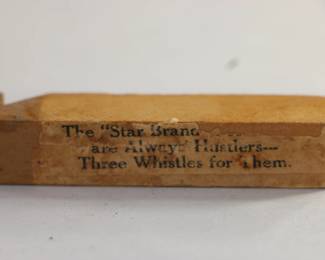 The "Star Brand
are Always Hustlers--
Three Whistles for Them.